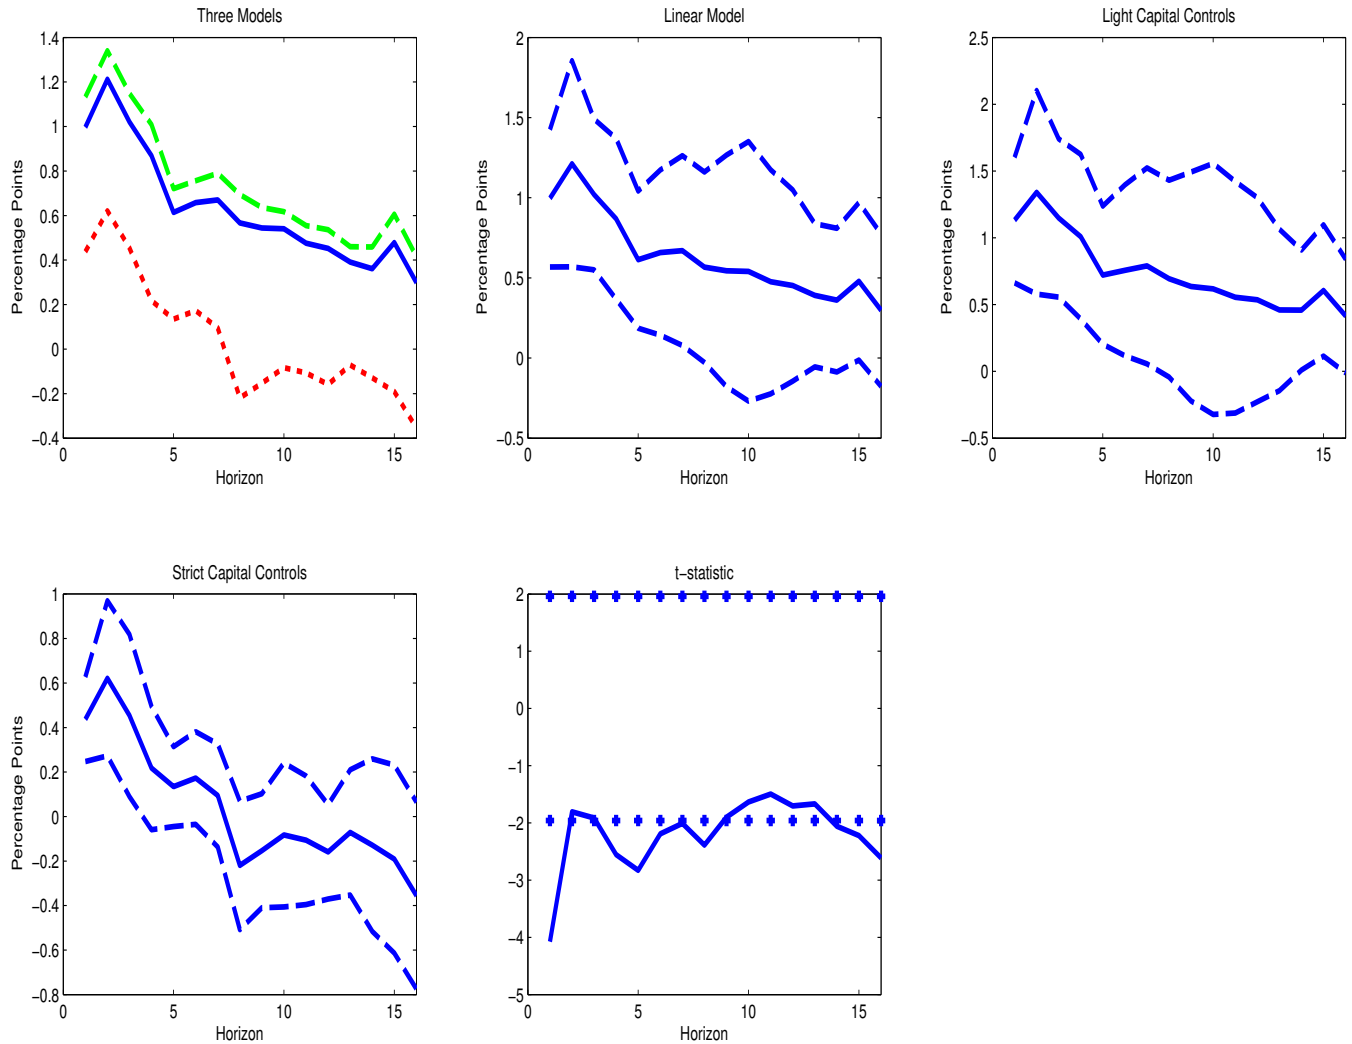 Three Models
1.4
1.2
1
0.8
0.6
0.4
0.2
0
−0.2
−0.4
Percentage Points
0 5 10 15
Horizon
Linear Model
2
1.5
1
0.5
0
−0.5
Percentage Points
0 5 10 15
Horizon
Light Capital Controls
2.5
2
1.5
1
0.5
0
−0.5
Percentage Points
0 5 10 15
Horizon
Strict Capital Controls
1
0.8
0.6
0.4
0.2
0
−0.2
−0.4
−0.6
−0.8
Percentage Points
0 5 10 15
Horizon
t−statistic
2
1
0
−1
−2
−3
−4
−5
0 5 10 15
Horizon